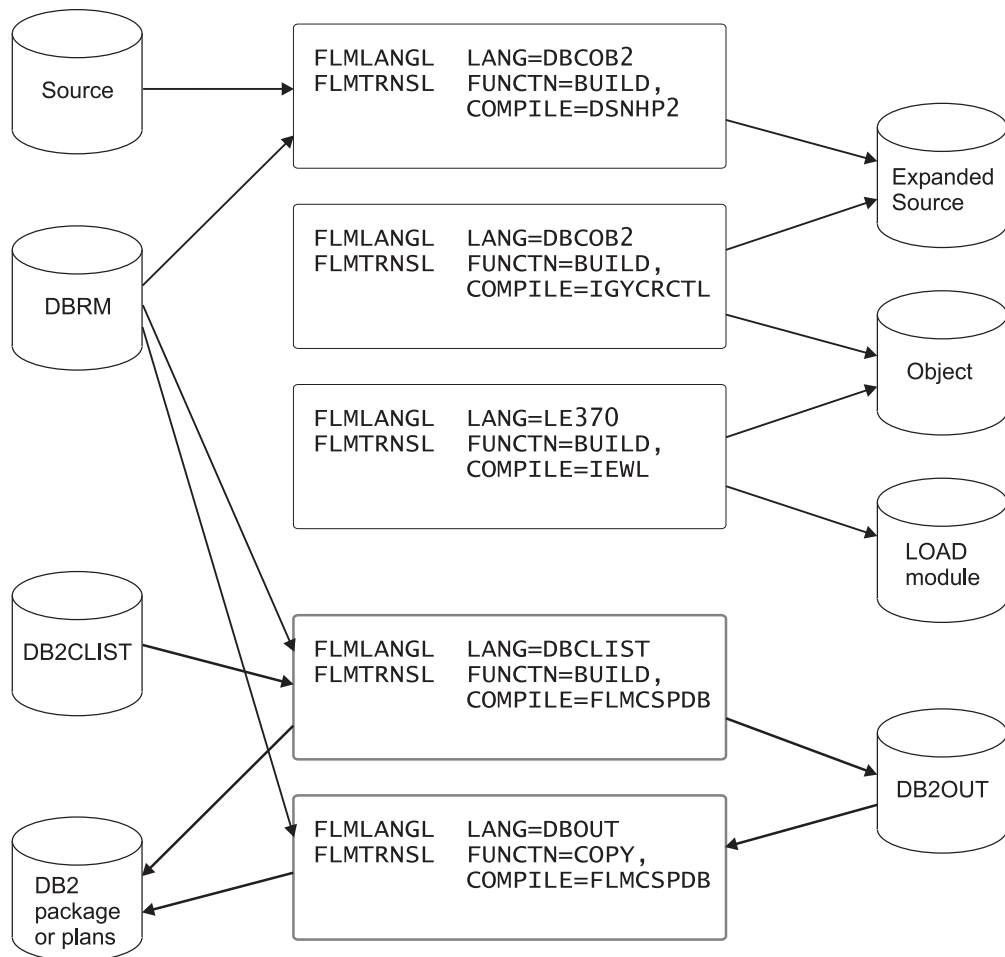 Source
FLMLANGL LANG=DBCOB2
FLMTRNSL FUNCTN=BUILD,
COMPILE=DSNHP2
Expanded
Source
DBRM
FLMLANGL LANG=DBCOB2
FLMTRNSL FUNCTN=BUILD,
COMPILE=IGYCRCTL
Object
FLMLANGL LANG=LE370
FLMTRNSL FUNCTN=BUILD,
COMPILE=IEWL
LOAD
module
DB2CLIST
FLMLANGL LANG=DBCLIST
FLMTRNSL FUNCTN=BUILD,
COMPILE=FLMCSPDB
DB2OUT
FLMLANGL LANG=DBOUT
FLMTRNSL FUNCTN=COPY,
COMPILE=FLMCSPDB
DB2
package
or plans